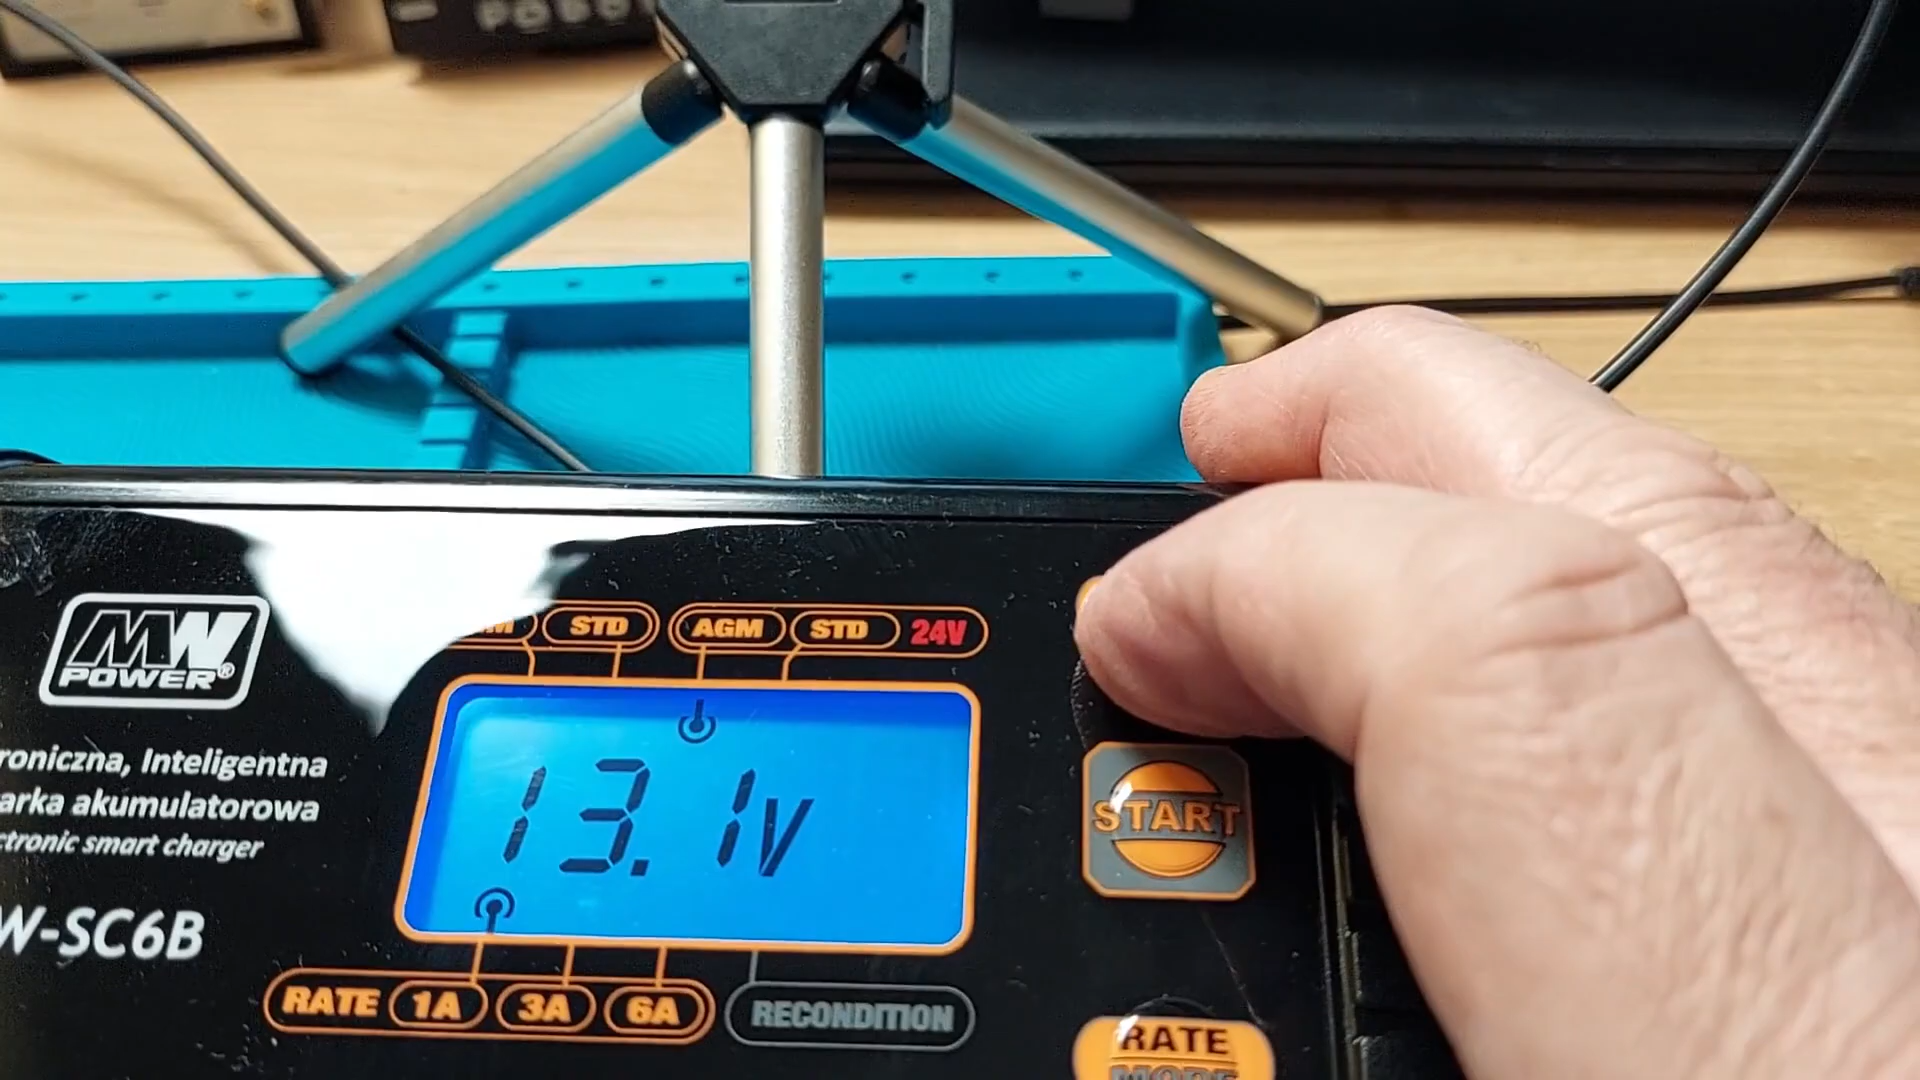 MW
POWER®
STD AGM STD 24V
13.1V
roniczna, Inteligentna
arka akumulatorowa
ctronic smart charger
W-SC6B
START
RATE 1A 3A 6A RECONDITION
RATE
MODE